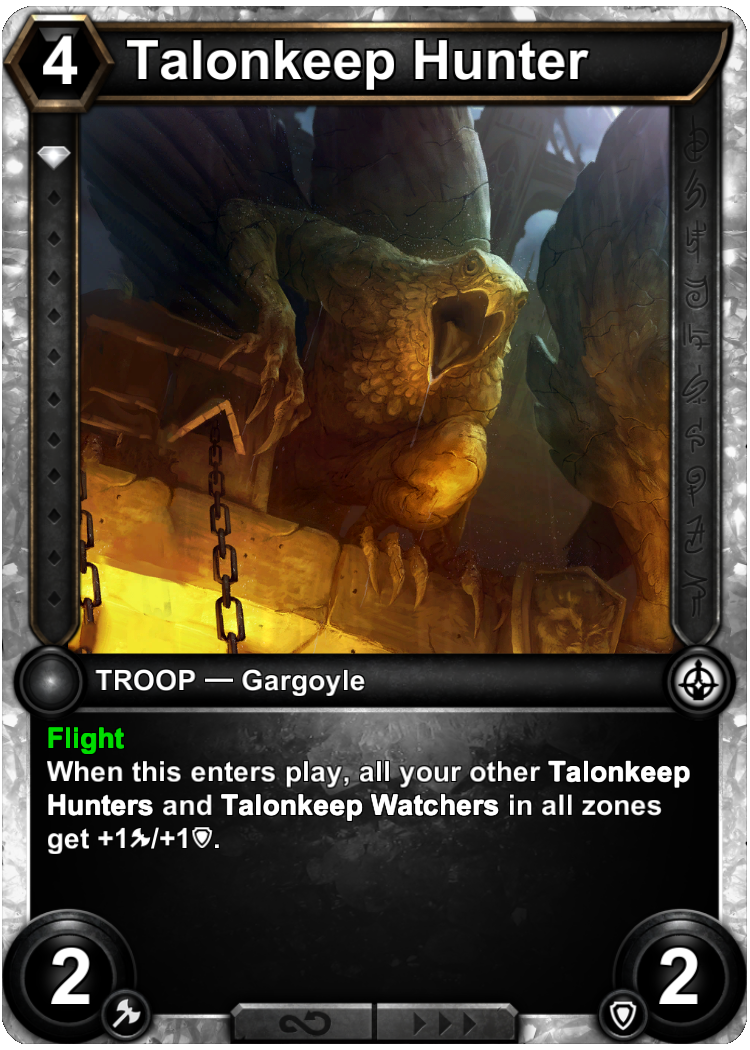 4
Talonkeep Hunter
TROOP — Gargoyle
Flight
When this enters play, all your other Talonkeep
Hunters and Talonkeep Watchers in all zones
get +1/+1.
2
2